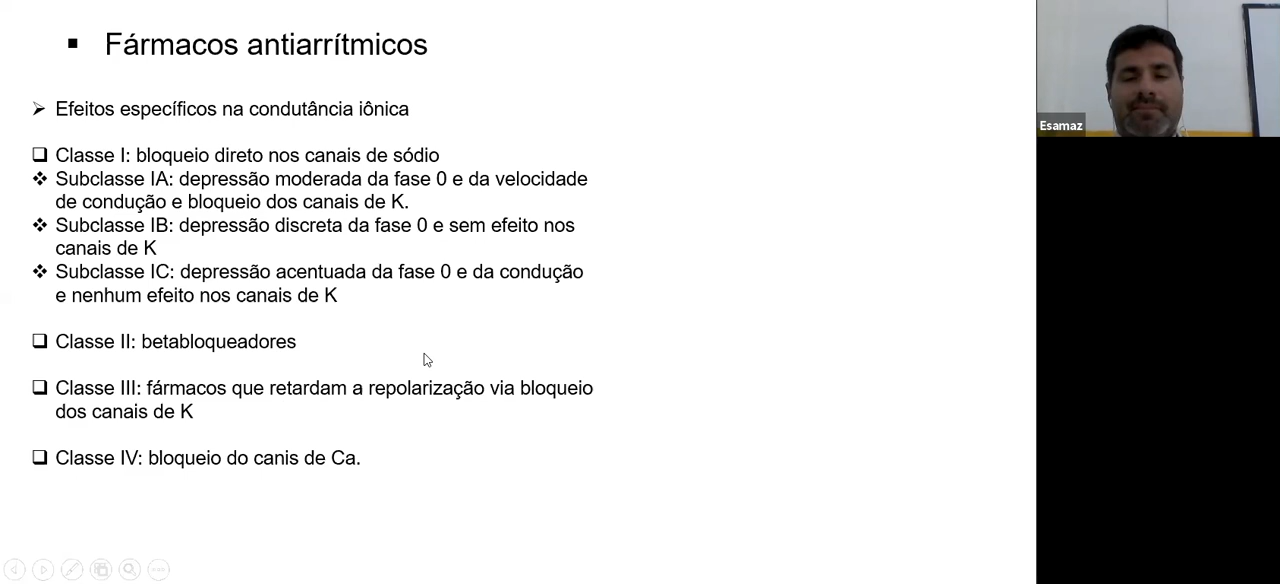 Fármacos antiarrítmicos
Efeitos específicos na condutância iônica
Classe I: bloqueio direto nos canais de sódio
Subclasse IA: depressão moderada da fase 0 e da velocidade
de condução e bloqueio dos canais de K.
Subclasse IB: depressão discreta da fase 0 e sem efeito nos
canais de K
Subclasse IC: depressão acentuada da fase 0 e da condução
e nenhum efeito nos canais de K
Classe II: betabloqueadores
Classe III: fármacos que retardam a repolarização via bloqueio
dos canais de K
Classe IV: bloqueio do canis de Ca.
Esamaz